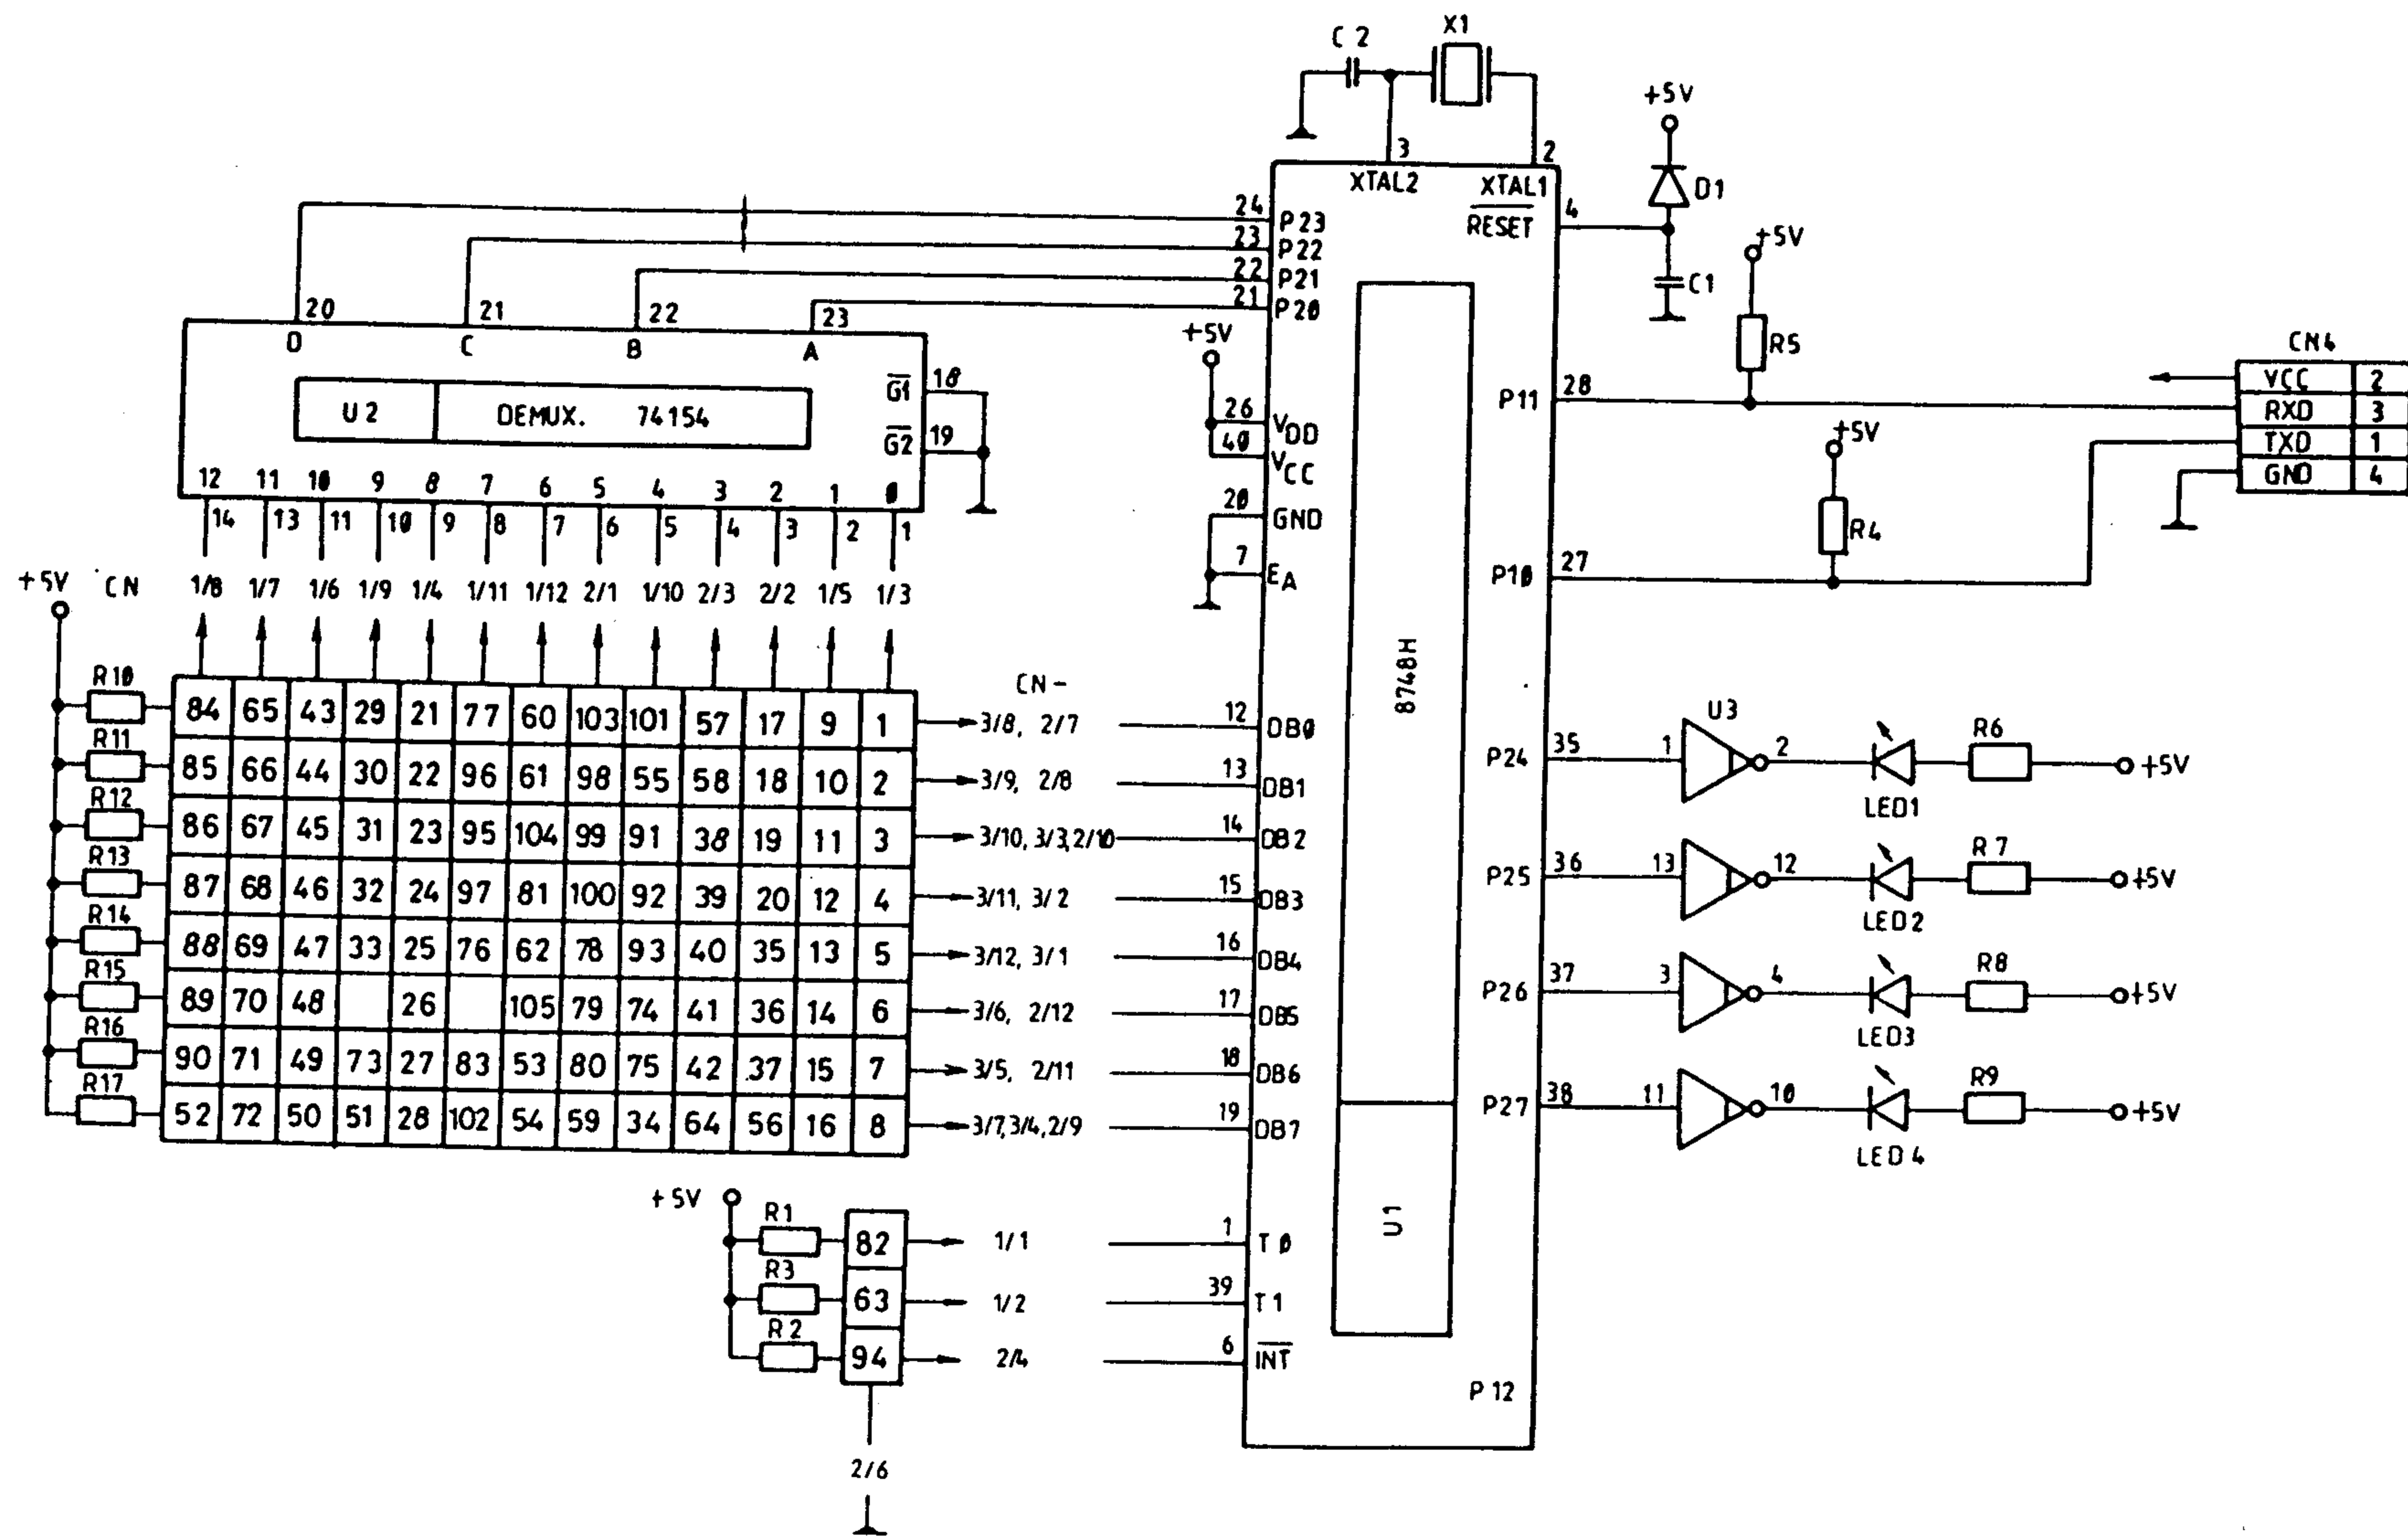 C2
X1
+5V
3
2
XTAL2
XTAL1
D1
4
RESET
24
P23
23
P22
22
P21
21
P20
C1
+5V
R5
20
21
22
23
D
C
B
A
G1
18
G2
19
U2
DEMUX. 74154
+5V
26
VDD
40
VCC
20
GND
7
EA
P11
28
CN4
VCC 2
RXD 3
TXD 1
GND 4
+5V
R4
P10
27
12 11 10 9 8 7 6 5 4 3 2 1 0
14 13 11 10 9 8 7 6 5 4 3 2 1
+5V
CN
1/8 1/7 1/6 1/9 1/4 1/11 1/12 2/1 1/10 2/3 2/2 1/5 1/3
CN-
R10
84 65 43 29 21 77 60 103 101 57 17 9 1
3/8, 2/7
12
DB0
R11
85 66 44 30 22 96 61 98 55 58 18 10 2
3/9, 2/8
13
DB1
R12
86 67 45 31 23 95 104 99 91 38 19 11 3
3/10, 3/3, 2/10
14
DB2
R13
87 68 46 32 24 97 81 100 92 39 20 12 4
3/11, 3/2
15
DB3
R14
88 69 47 33 25 76 62 78 93 40 35 13 5
3/12, 3/1
16
DB4
R15
89 70 48 26 105 79 74 41 36 14 6
3/6, 2/12
17
DB5
R16
90 71 49 73 27 83 53 80 75 42 37 15 7
3/5, 2/11
18
DB6
R17
52 72 50 51 28 102 54 59 34 64 56 16 8
3/7, 3/4, 2/9
19
DB7
8748H
U1
U3
P24
35
1
2
LED1
R6
+5V
P25
36
13
12
LED2
R7
+5V
P26
37
3
4
LED3
R8
+5V
P27
38
11
10
LED4
R9
+5V
+5V
R1
82
1/1
1
T0
R3
63
1/2
39
T1
R2
94
2/4
6
INT
P12
2/6